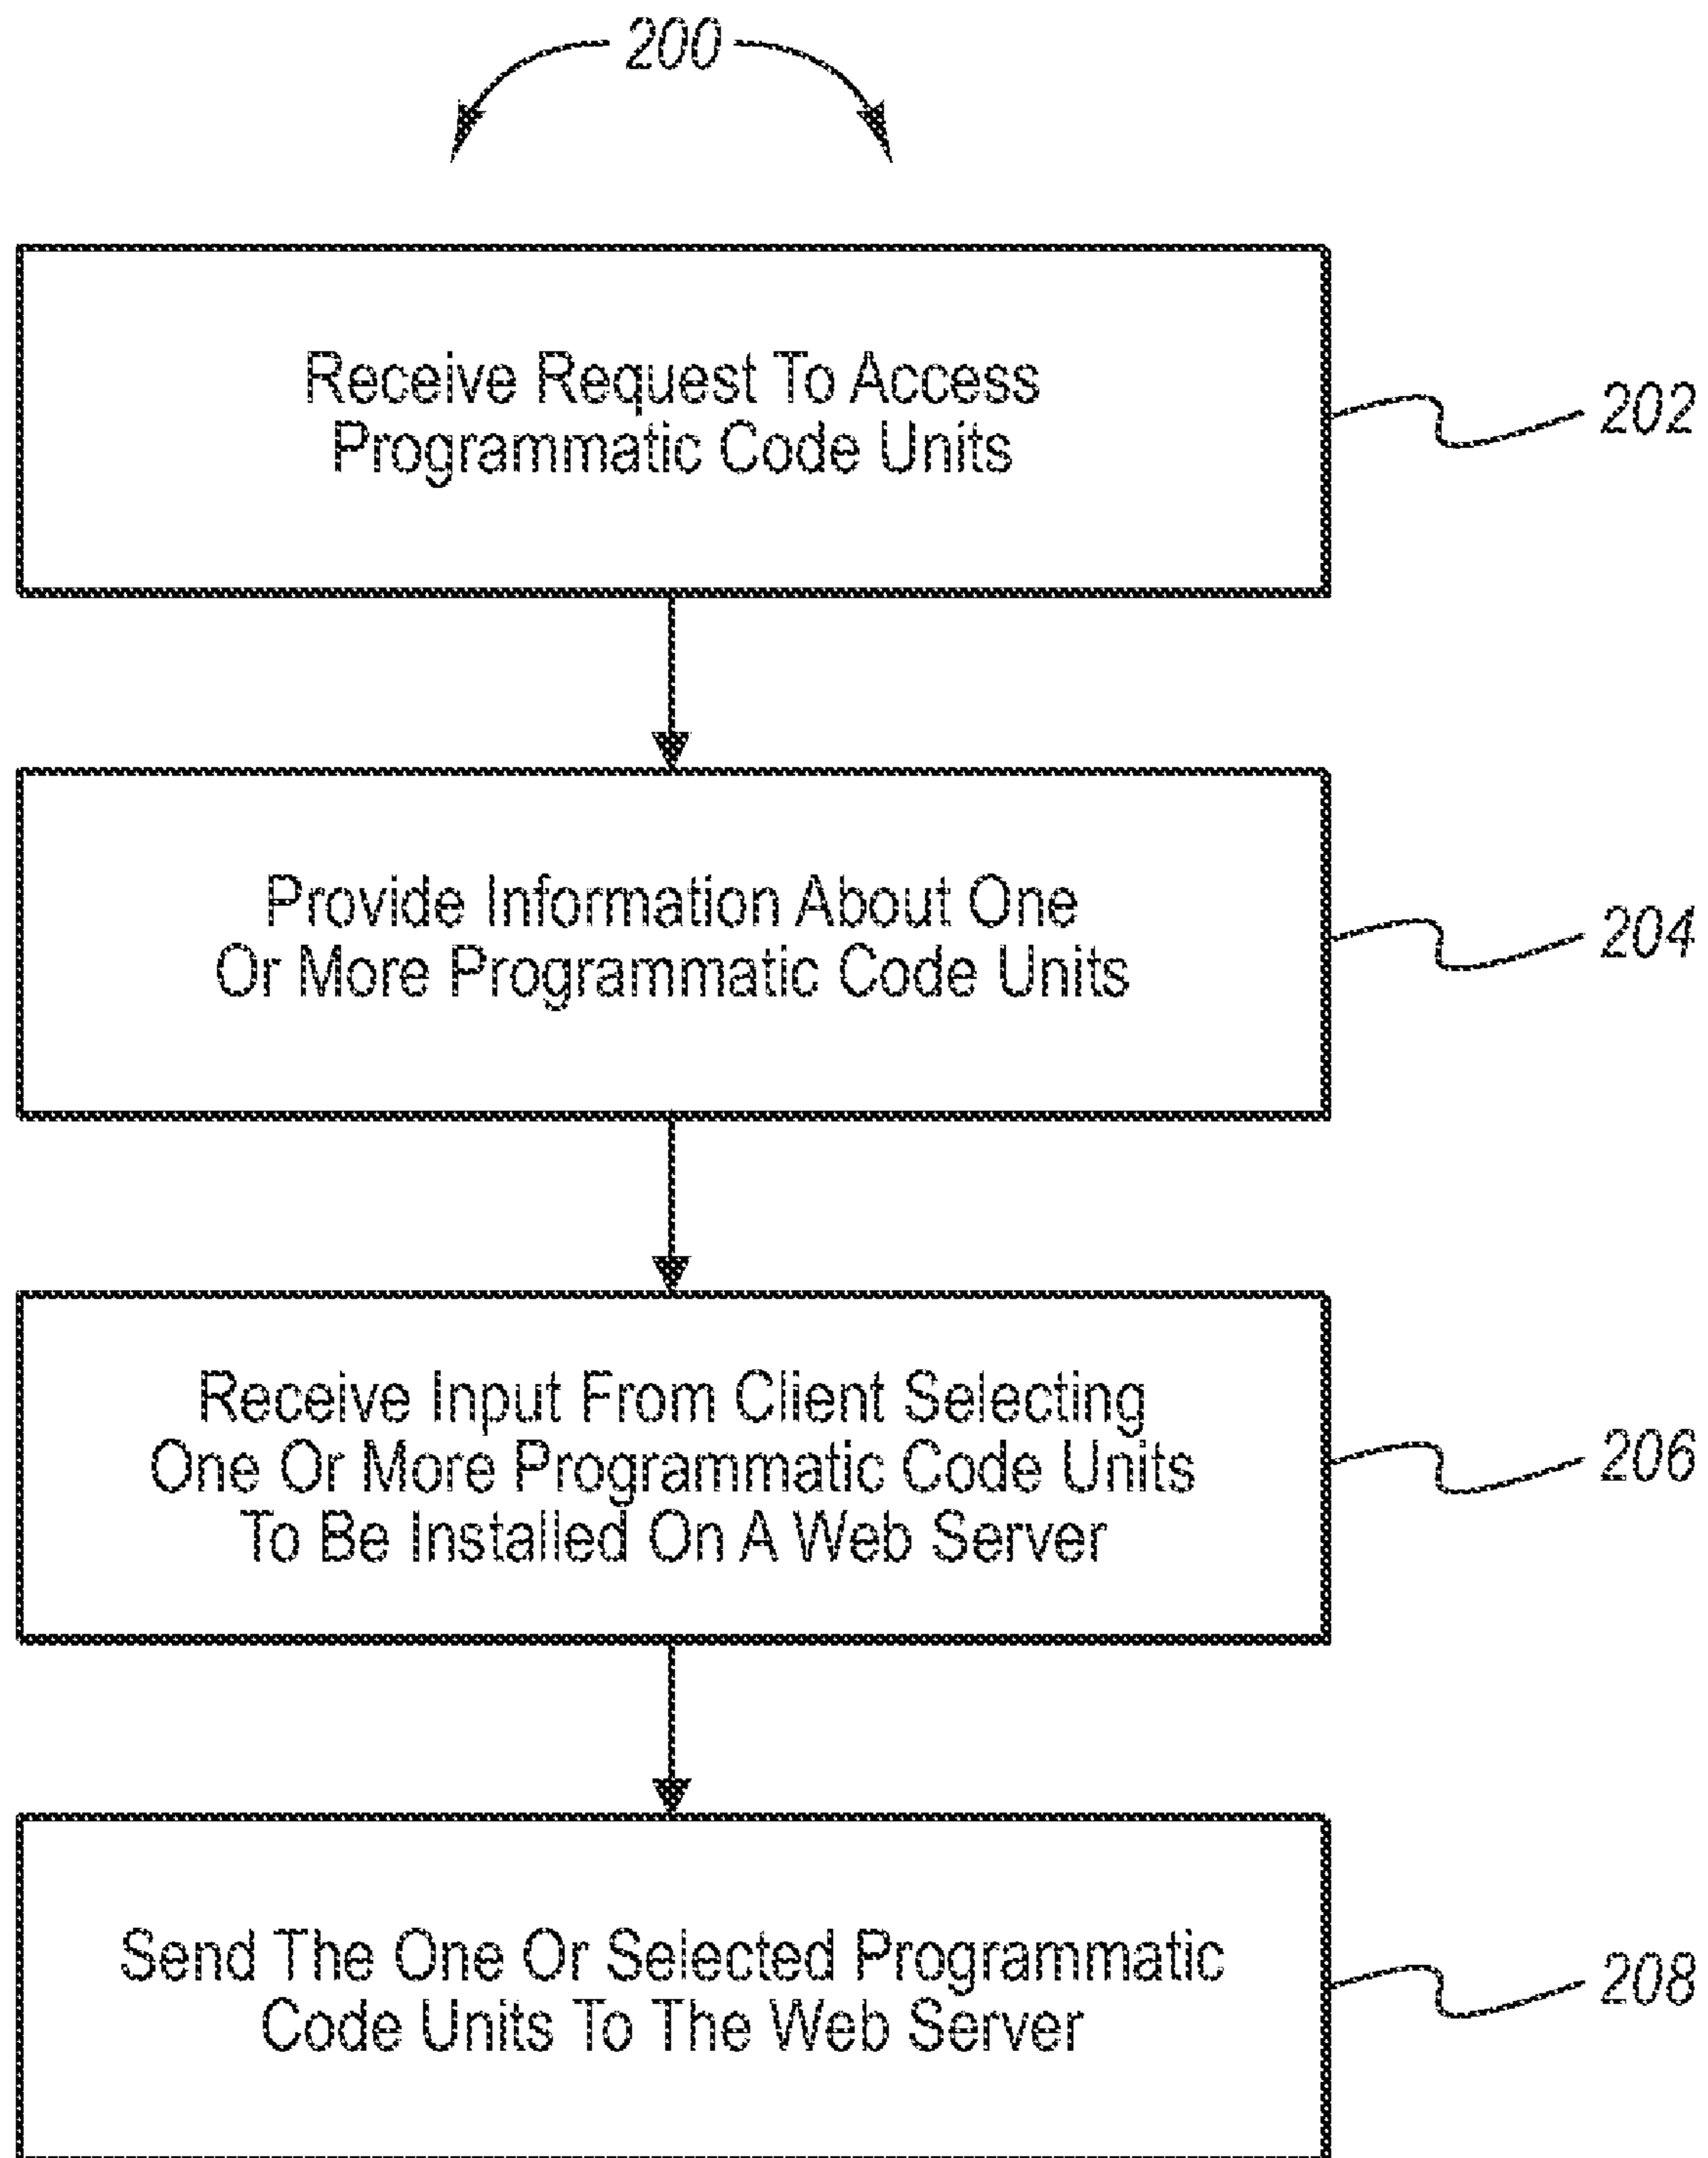 200
Receive Request To Access
Programmatic Code Units
202
Provide Information About One
Or More Programmatic Code Units
204
Receive Input From Client Selecting
One Or More Programmatic Code Units
To Be Installed On A Web Server
206
Send The One Or Selected Programmatic
Code Units To The Web Server
208